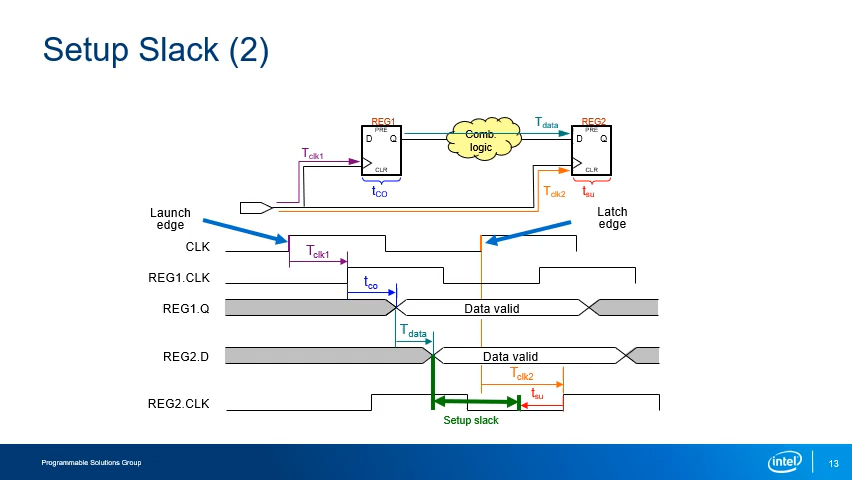 Setup Slack (2)
REG1
PRE
D Q
CLR
Comb.
logic
Tdata
REG2
PRE
D Q
CLR
Tclk1
tCO
Tclk2
tsu
Launch
edge
Latch
edge
CLK
Tclk1
REG1.CLK
tco
REG1.Q
Data valid
Tdata
REG2.D
Data valid
Tclk2
tsu
REG2.CLK
Setup slack
Programmable Solutions Group
intel
13